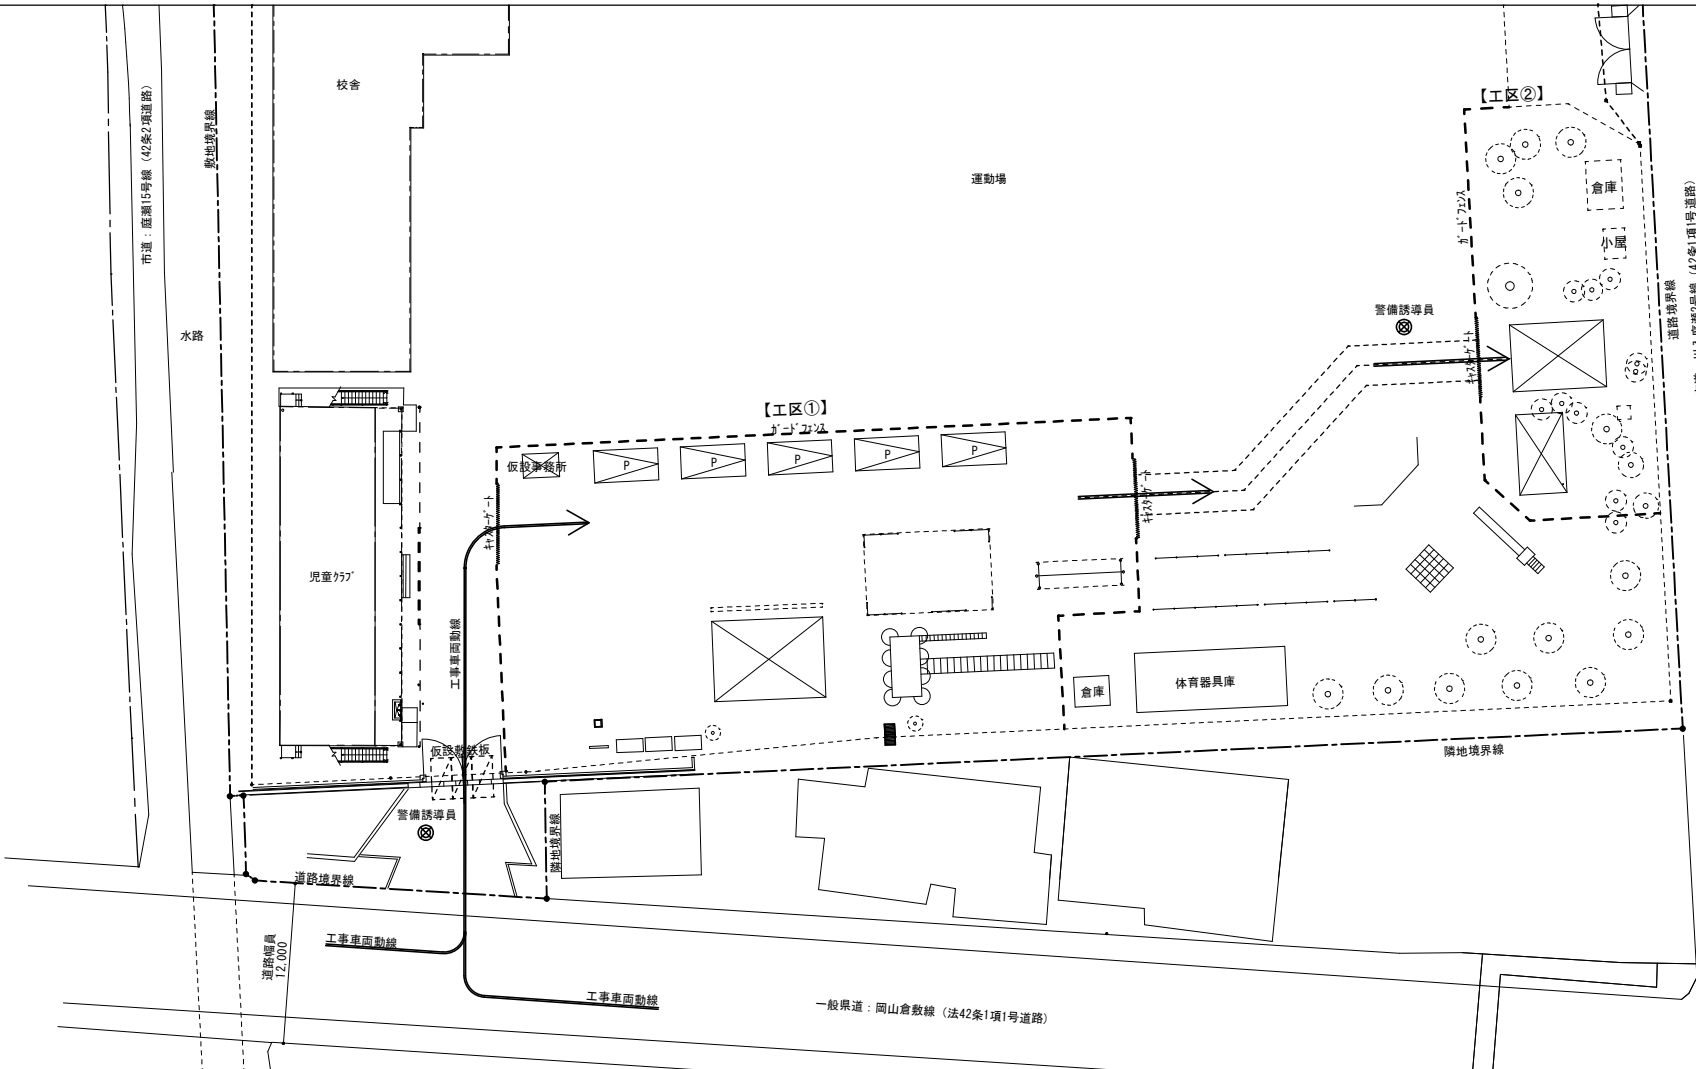 校舎
市道：庭瀬15号線（42条2項道路）
敷地境界線
水路
運動場
【工区②】
ｶﾞｰﾄﾞﾌｪﾝｽ
倉庫
小屋
道路境界線
警備誘導員
ｷｬｽﾀｰｹﾞｰﾄ
【工区①】
ｶﾞｰﾄﾞﾌｪﾝｽ
仮設事務所
P
P
P
P
P
ｷｬｽﾀｰｹﾞｰﾄ
ｷｬｽﾀｰｹﾞｰﾄ
児童ｸﾗﾌﾞ
工事車両動線
倉庫
体育器具庫
仮設敷鉄板
隣地境界線
警備誘導員
隣地境界線
道路境界線
道路幅員
12,000
工事車両動線
工事車両動線
一般県道：岡山倉敷線（法42条1項1号道路）